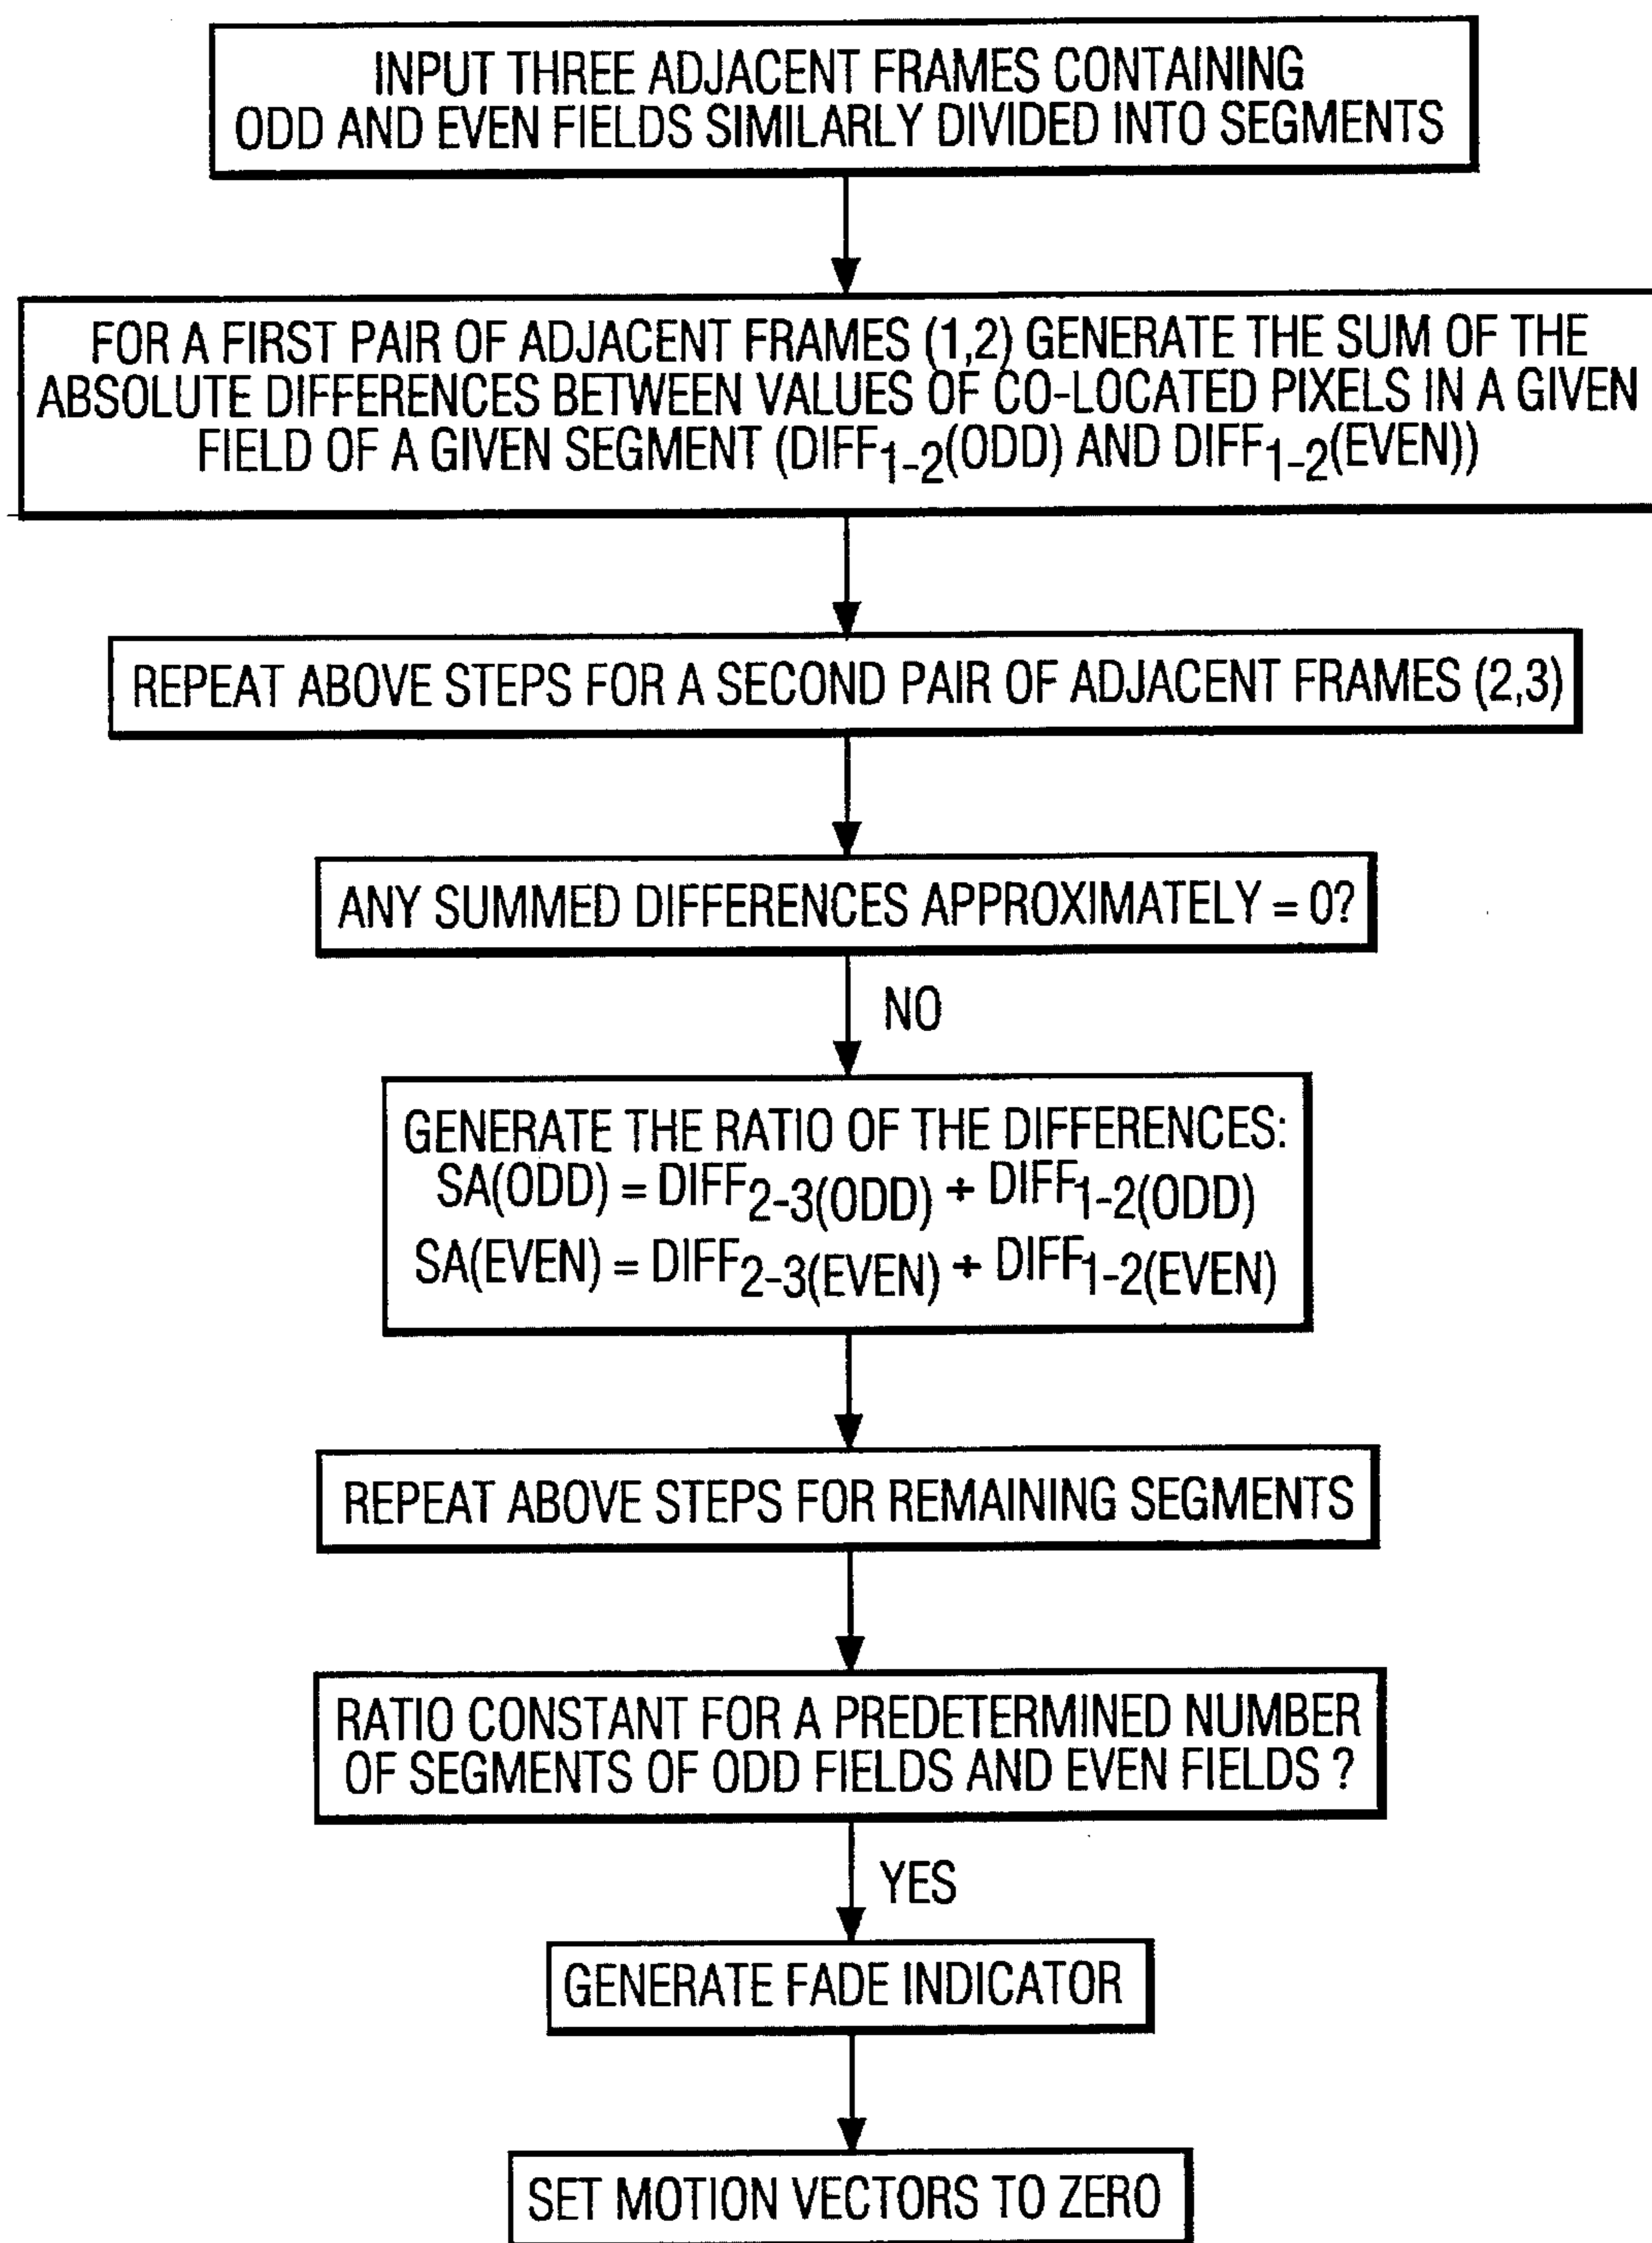 INPUT THREE ADJACENT FRAMES CONTAINING
ODD AND EVEN FIELDS SIMILARLY DIVIDED INTO SEGMENTS
FOR A FIRST PAIR OF ADJACENT FRAMES (1,2) GENERATE THE SUM OF THE
ABSOLUTE DIFFERENCES BETWEEN VALUES OF CO-LOCATED PIXELS IN A GIVEN
FIELD OF A GIVEN SEGMENT (DIFF1-2(ODD) AND DIFF1-2(EVEN))
REPEAT ABOVE STEPS FOR A SECOND PAIR OF ADJACENT FRAMES (2,3)
ANY SUMMED DIFFERENCES APPROXIMATELY = 0?
NO
GENERATE THE RATIO OF THE DIFFERENCES:
SA(ODD) = DIFF2-3(ODD) ÷ DIFF1-2(ODD)
SA(EVEN) = DIFF2-3(EVEN) ÷ DIFF1-2(EVEN)
REPEAT ABOVE STEPS FOR REMAINING SEGMENTS
RATIO CONSTANT FOR A PREDETERMINED NUMBER
OF SEGMENTS OF ODD FIELDS AND EVEN FIELDS ?
YES
GENERATE FADE INDICATOR
SET MOTION VECTORS TO ZERO